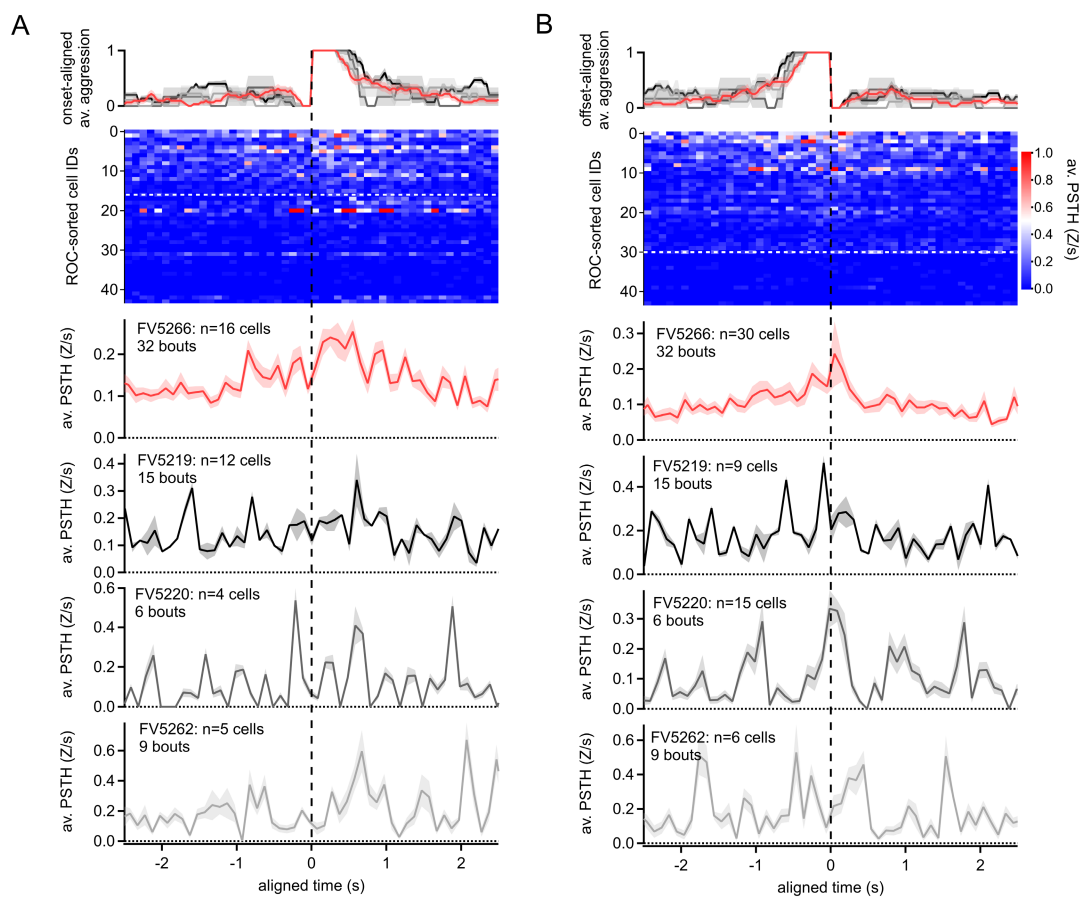 A
onset-aligned
av. aggression
1
0
ROC-sorted cell IDs
0
10
20
30
40
FV5266: n=16 cells
32 bouts
av. PSTH (Z/s)
0.2
0.1
0.0
FV5219: n=12 cells
15 bouts
av. PSTH (Z/s)
0.4
0.3
0.2
0.1
0.0
FV5220: n=4 cells
6 bouts
av. PSTH (Z/s)
0.6
0.4
0.2
0.0
FV5262: n=5 cells
9 bouts
av. PSTH (Z/s)
0.6
0.4
0.2
0.0
-2
-1
0
1
2
aligned time (s)
B
offset-aligned
av. aggression
1
0
ROC-sorted cell IDs
0
10
20
30
40
1.0
0.8
0.6
0.4
0.2
0.0
av. PSTH (Z/s)
FV5266: n=30 cells
32 bouts
av. PSTH (Z/s)
0.3
0.2
0.1
0.0
FV5219: n=9 cells
15 bouts
av. PSTH (Z/s)
0.4
0.2
0.0
FV5220: n=15 cells
6 bouts
av. PSTH (Z/s)
0.3
0.2
0.1
0.0
FV5262: n=6 cells
9 bouts
av. PSTH (Z/s)
0.6
0.4
0.2
0.0
-2
-1
0
1
2
aligned time (s)